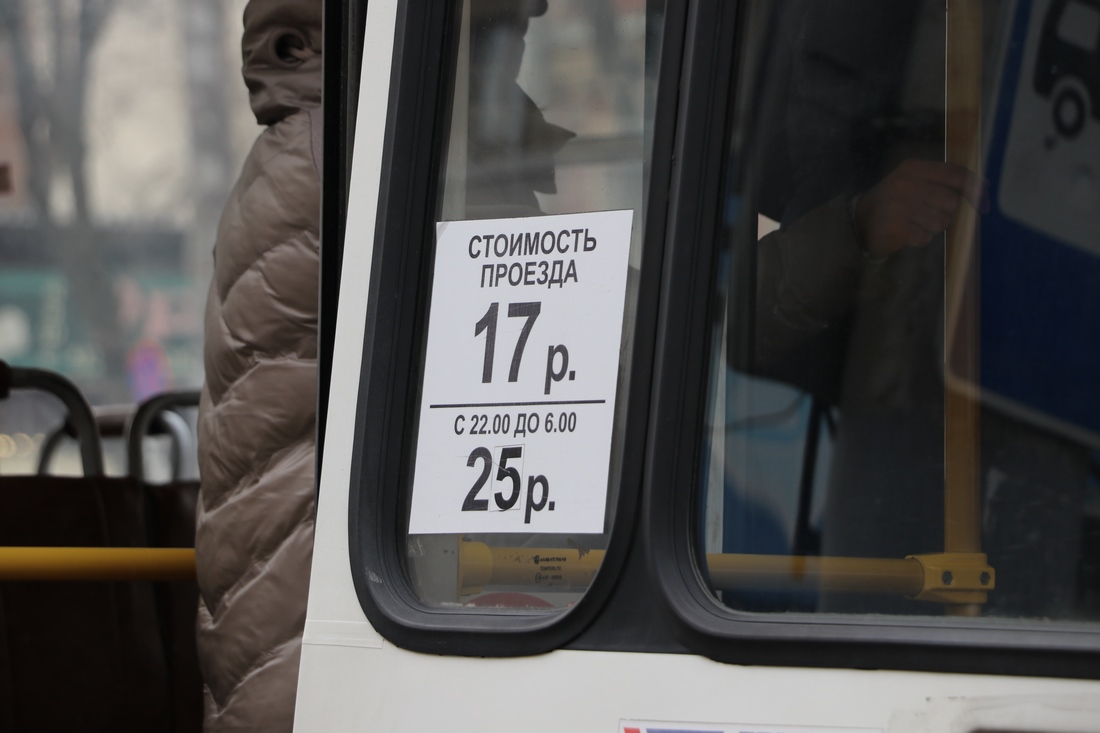 СТОИМОСТЬ
ПРОЕЗДА
17 р.
С 22.00 ДО 6.00
25р.